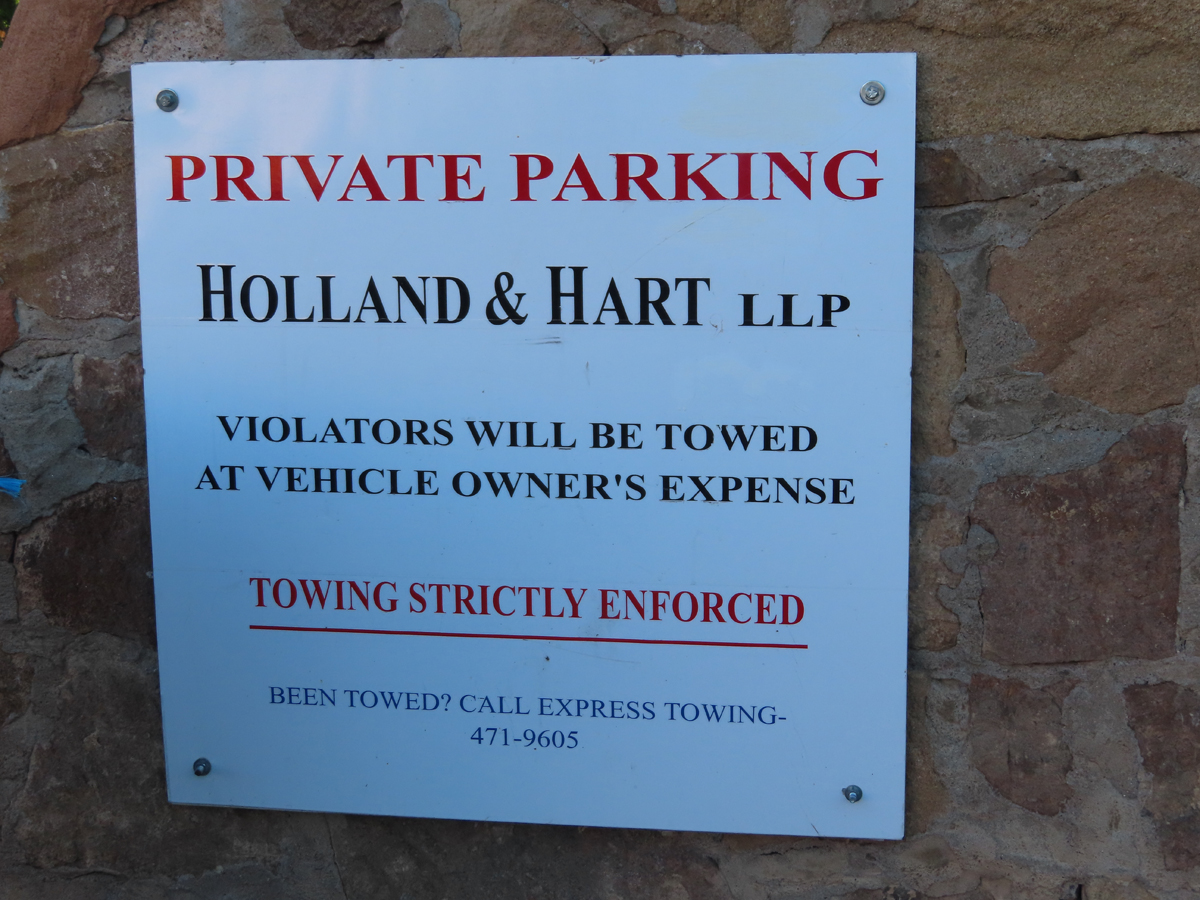 PRIVATE PARKING
HOLLAND & HART LLP
VIOLATORS WILL BE TOWED
AT VEHICLE OWNER'S EXPENSE
TOWING STRICTLY ENFORCED
BEEN TOWED? CALL EXPRESS TOWING-
471-9605